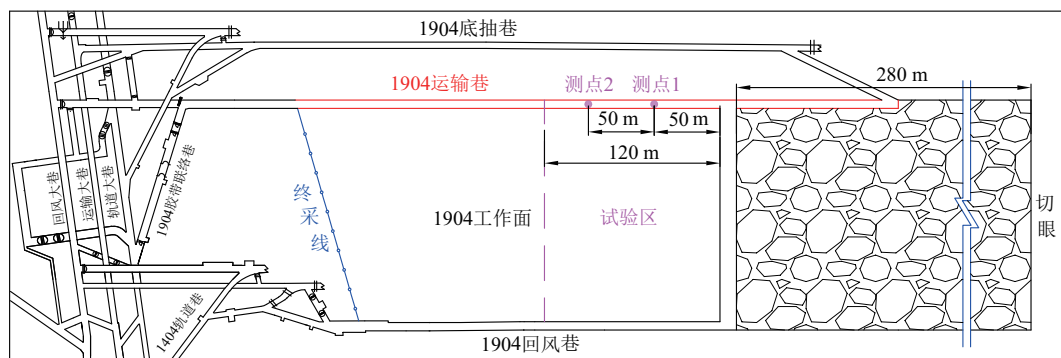 1904底抽巷
1904运输巷
测点2
测点1
280 m
50 m
50 m
120 m
回风大巷
运输大巷
轨道大巷
1904胶带联络巷
终采线
1904工作面
试验区
切眼
1404轨道巷
1904回风巷